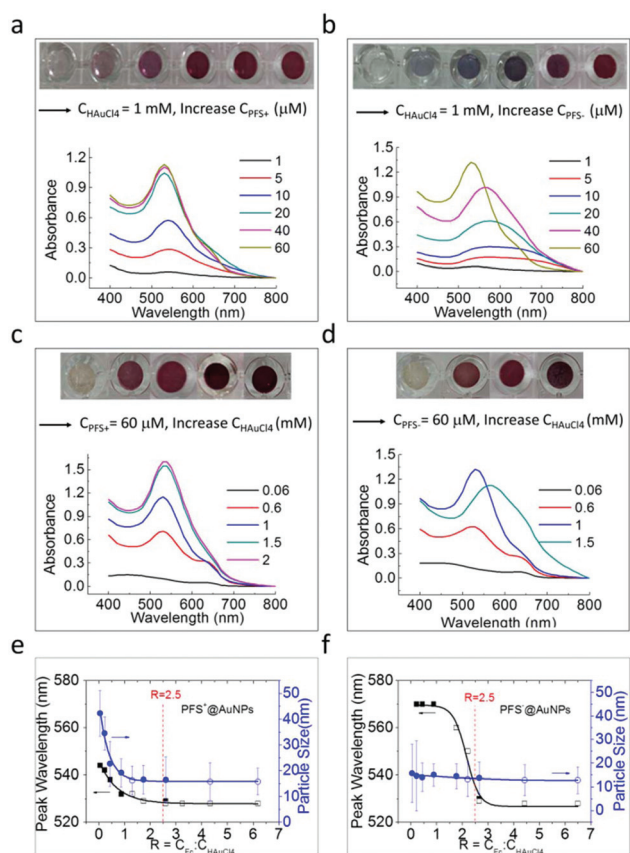 a
C_HAuCl4 = 1 mM, Increase C_PFS+ (μM)
Absorbance
1.2
0.9
0.6
0.3
0.0
1
5
10
20
40
60
400 500 600 700 800
Wavelength (nm)
b
C_HAuCl4 = 1 mM, Increase C_PFS- (μM)
Absorbance
1.5
1.2
0.9
0.6
0.3
0.0
1
5
10
20
40
60
400 500 600 700 800
Wavelength (nm)
c
C_PFS+ = 60 μM, Increase C_HAuCl4 (mM)
Absorbance
1.5
1.2
0.9
0.6
0.3
0.0
0.06
0.6
1
1.5
2
400 500 600 700 800
Wavelength (nm)
d
C_PFS- = 60 μM, Increase C_HAuCl4 (mM)
Absorbance
1.5
1.2
0.9
0.6
0.3
0.0
0.06
0.6
1
1.5
400 500 600 700 800
Wavelength (nm)
e
Peak Wavelength (nm)
580
560
540
520
R=2.5
PFS+@AuNPs
50
40
30
20
10
0
Particle Size(nm)
0 1 2 3 4 5 6 7
R = C_Fc:C_HAuCl4
f
Peak Wavelength (nm)
580
560
540
520
R=2.5
PFS-@AuNPs
50
40
30
20
10
0
Particle Size(nm)
0 1 2 3 4 5 6 7
R = C_Fc:C_HAuCl4